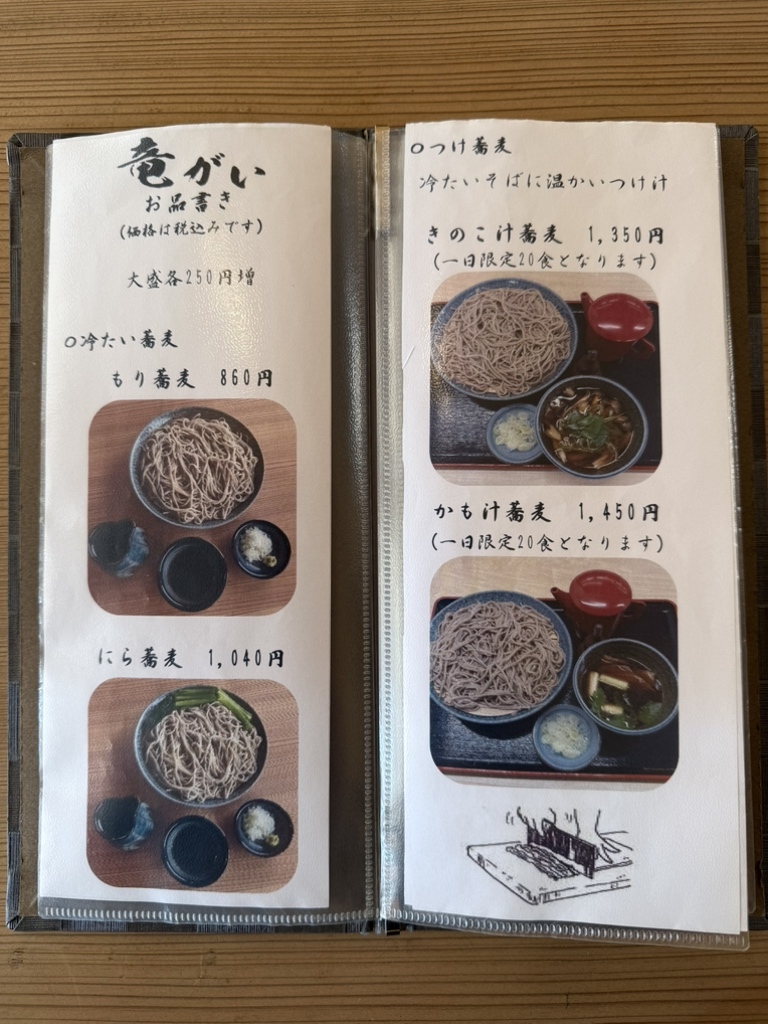 竜がい
お品書き
(価格は税込みです)
大盛各250円増
○冷たい蕎麦
もり蕎麦 860円
にら蕎麦 1,040円
○つけ蕎麦
冷たいそばに温かいつけ汁
きのこ汁蕎麦 1,350円
(一日限定20食となります)
かも汁蕎麦 1,450円
(一日限定20食となります)